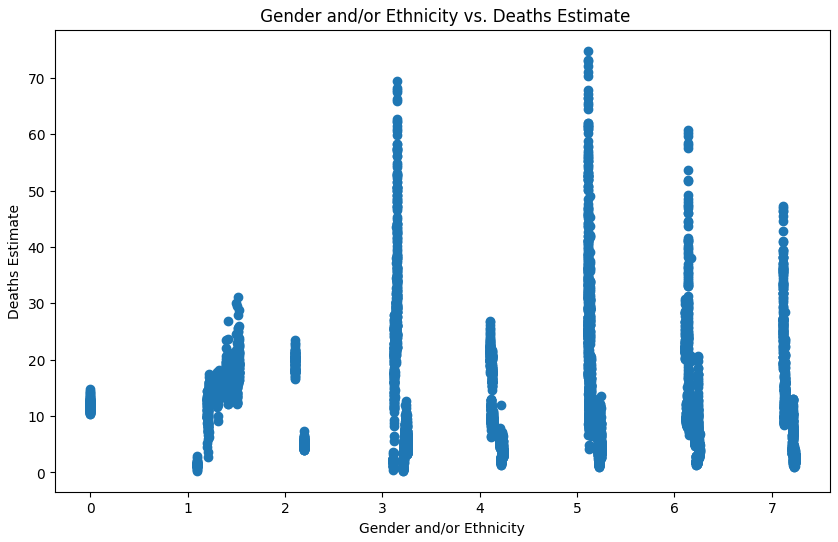 Gender and/or Ethnicity vs. Deaths Estimate
Deaths Estimate
70
60
50
40
30
20
10
0
0 1 2 3 4 5 6 7
Gender and/or Ethnicity